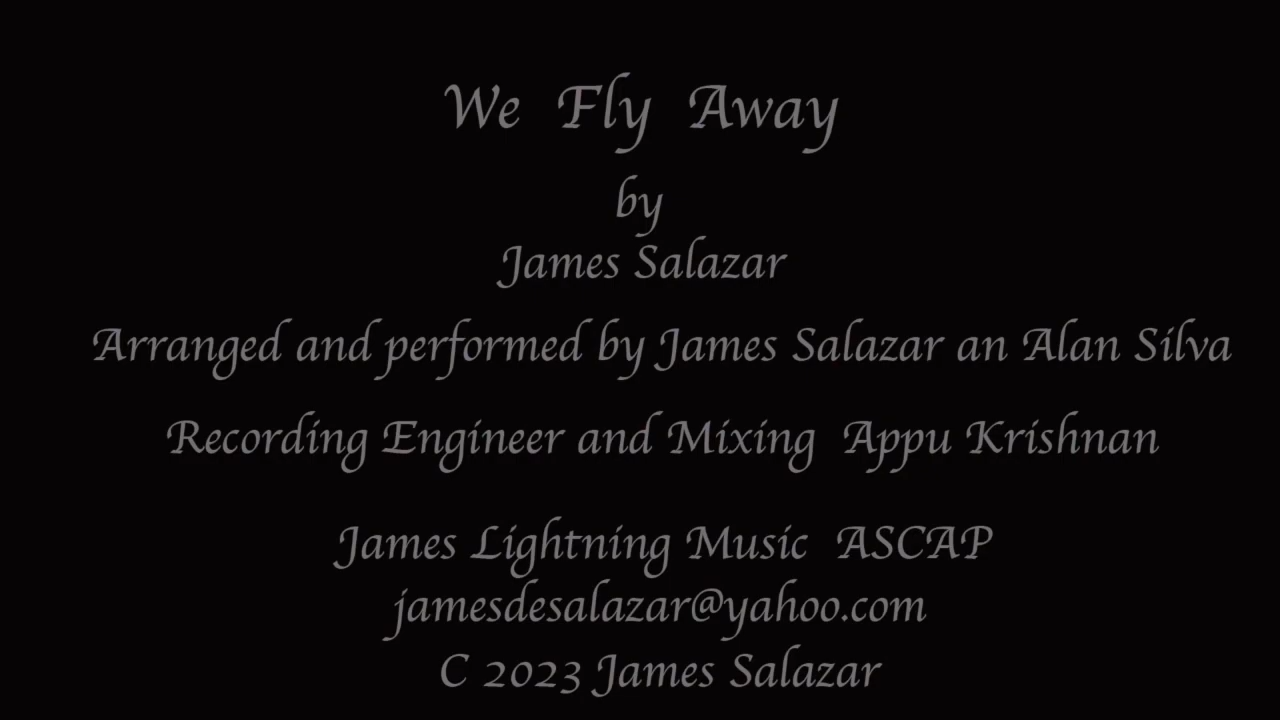 We Fly Away
by
James Salazar
Arranged and performed by James Salazar an Alan Silva
Recording Engineer and Mixing Appu Krishnan
James Lightning Music ASCAP
jamesdesalazar@yahoo.com
C 2023 James Salazar